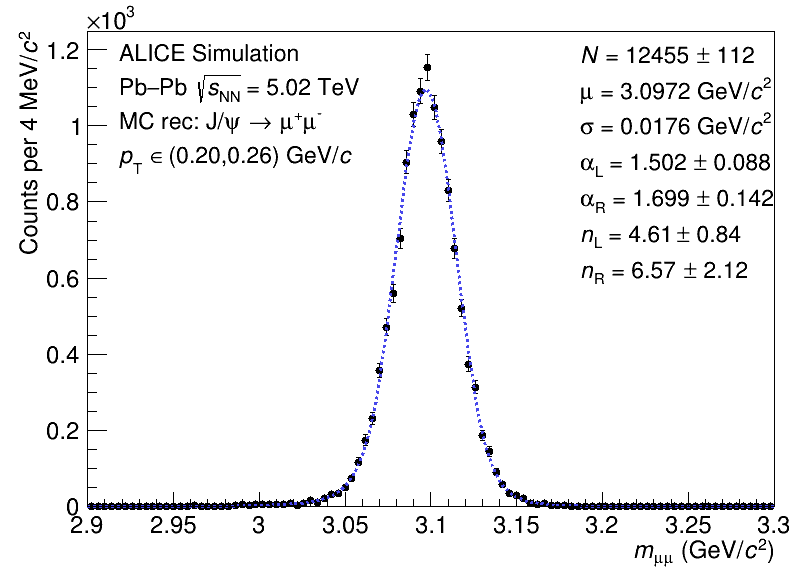 ×10³
Counts per 4 MeV/c²
ALICE Simulation
Pb–Pb √sNN = 5.02 TeV
MC rec: J/ψ → μ⁺μ⁻
pT ∈ (0.20,0.26) GeV/c
N = 12455 ± 112
μ = 3.0972 GeV/c²
σ = 0.0176 GeV/c²
αL = 1.502 ± 0.088
αR = 1.699 ± 0.142
nL = 4.61 ± 0.84
nR = 6.57 ± 2.12
1.2
1
0.8
0.6
0.4
0.2
0
2.9 2.95 3 3.05 3.1 3.15 3.2 3.25 3.3
mμμ (GeV/c²)